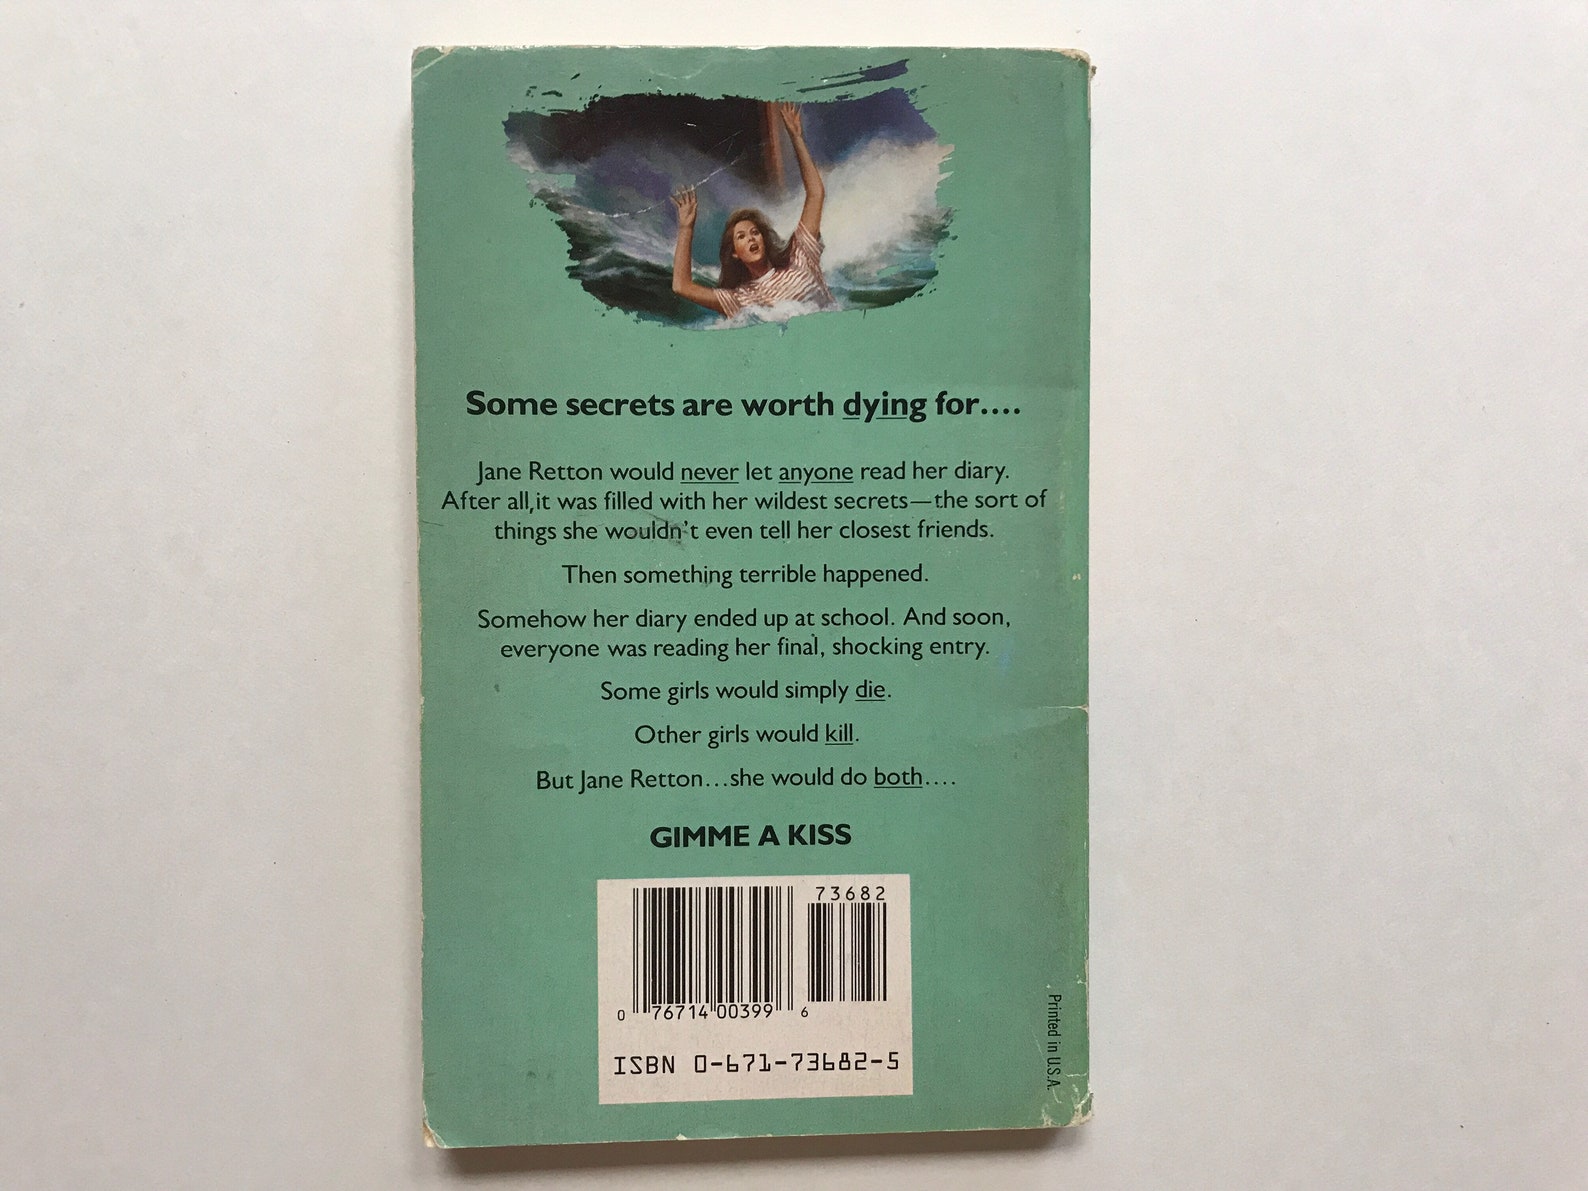 Some secrets are worth dying for....
Jane Retton would never let anyone read her diary.
After all,it was filled with her wildest secrets—the sort of
things she wouldn't even tell her closest friends.
Then something terrible happened.
Somehow her diary ended up at school. And soon,
everyone was reading her final, shocking entry.
Some girls would simply die.
Other girls would kill.
But Jane Retton...she would do both....
GIMME A KISS
73682
0 76714 00399 6
ISBN 0-671-73682-5
Printed in U.S.A.